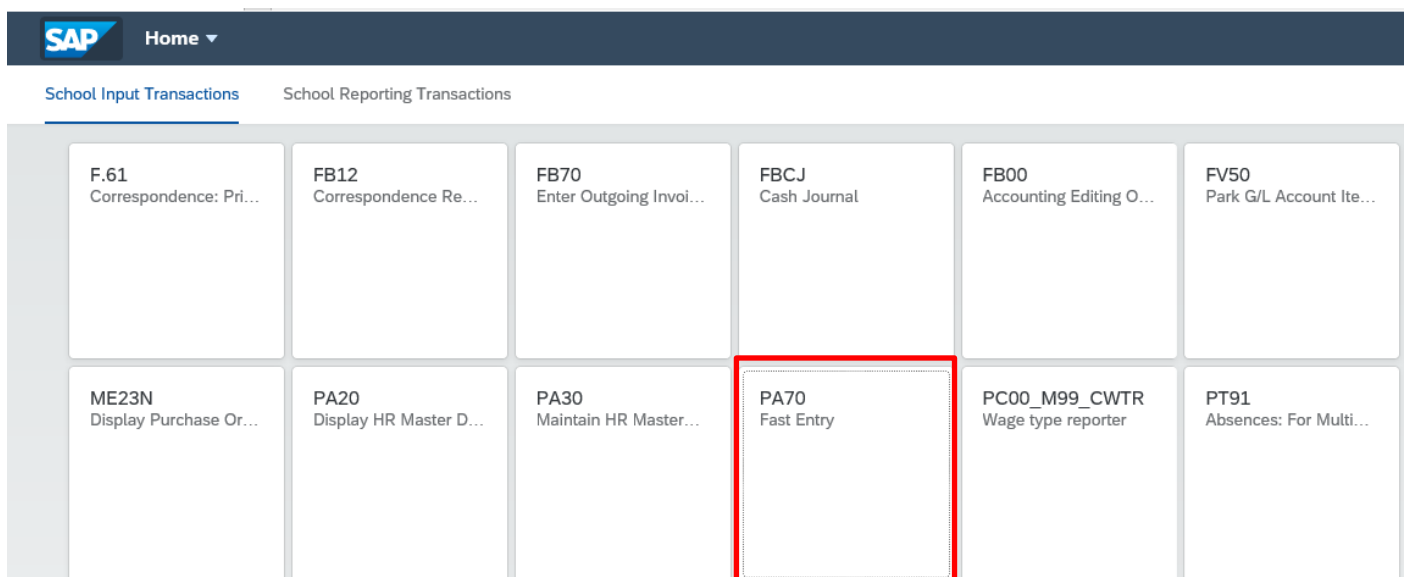 SAP Home
School Input Transactions School Reporting Transactions
F.61 FB12 FB70 FBCJ FB00 FV50
Correspondence: Pri... Correspondence Re... Enter Outgoing Invoi... Cash Journal Accounting Editing O... Park G/L Account Ite...
ME23N PA20 PA30 PA70 PC00_M99_CWTR PT91
Display Purchase Or... Display HR Master D... Maintain HR Master... Fast Entry Wage type reporter Absences: For Multi...